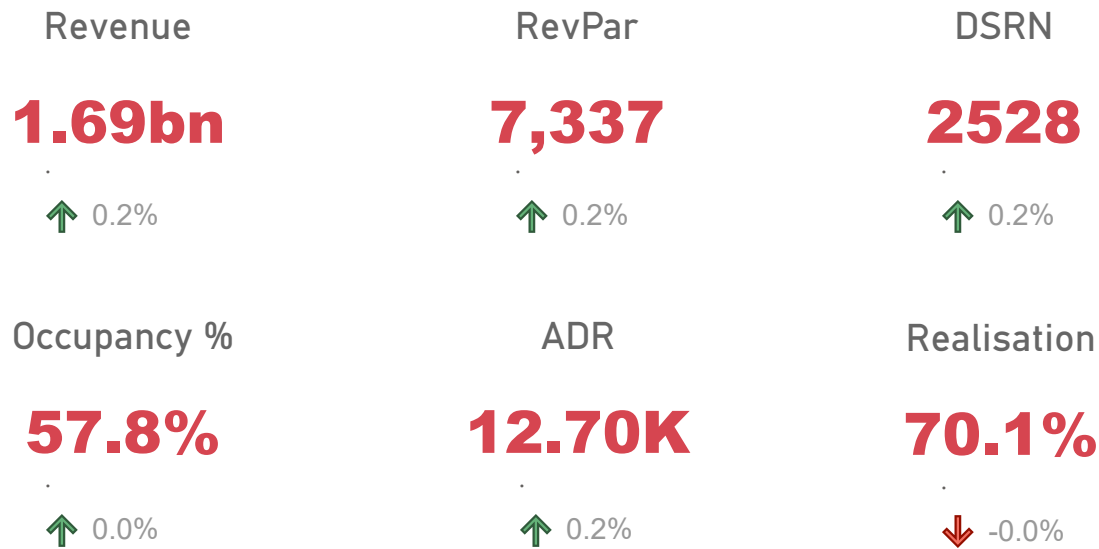 Revenue
RevPar
DSRN
1.69bn
7,337
2528
.
.
.
0.2%
0.2%
0.2%
Occupancy %
ADR
Realisation
57.8%
12.70K
70.1%
.
.
.
0.0%
0.2%
-0.0%